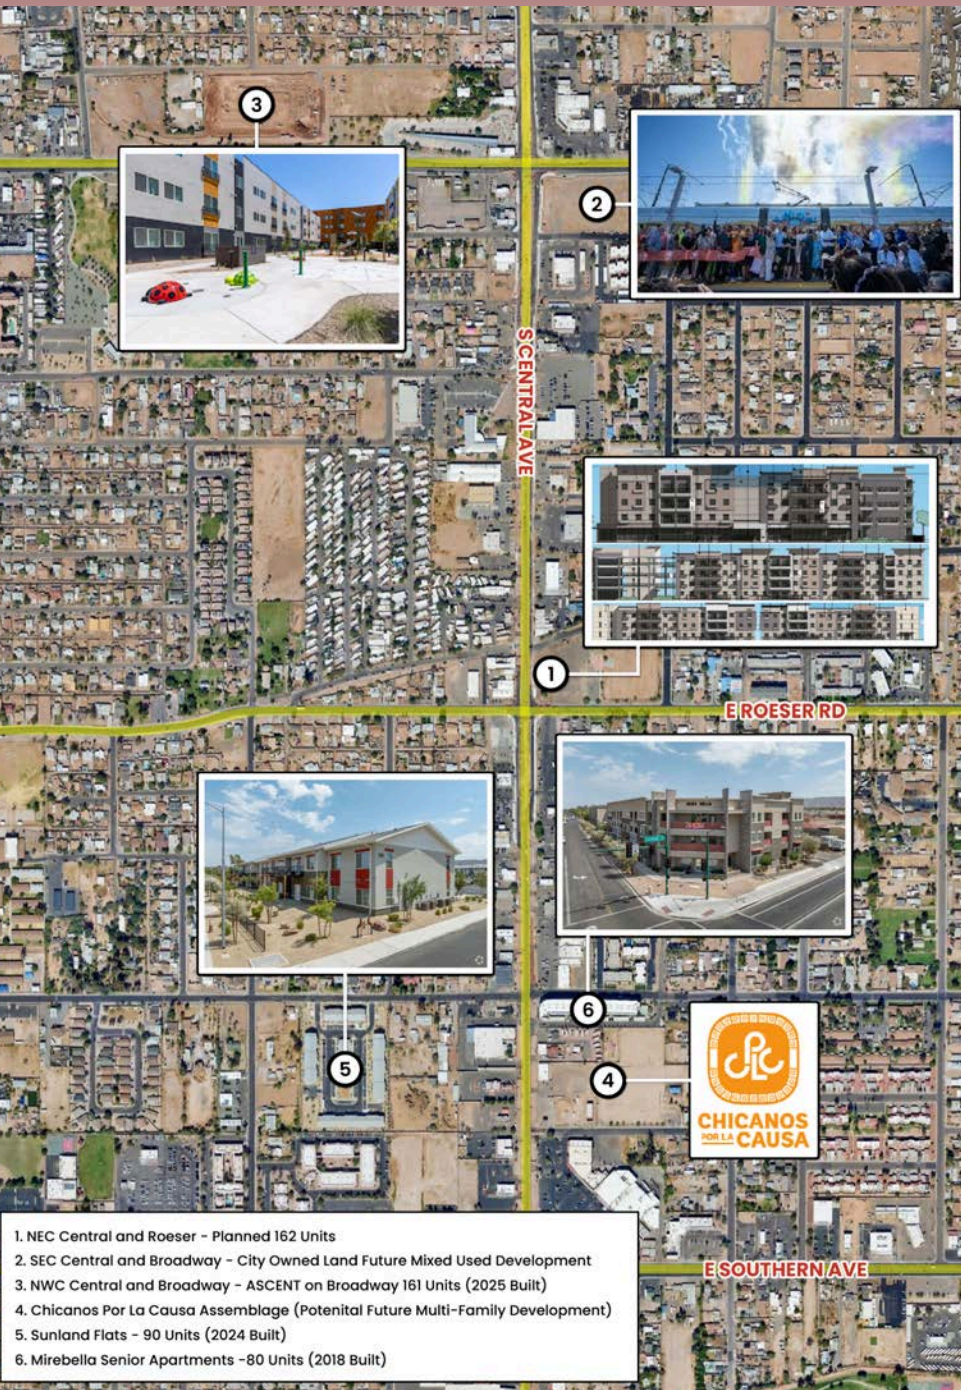 3
2
S CENTRAL AVE
1
E ROESER RD
6
5
4
CPLC
CHICANOS
POR LA CAUSA
E SOUTHERN AVE
1. NEC Central and Roeser - Planned 162 Units
2. SEC Central and Broadway - City Owned Land Future Mixed Used Development
3. NWC Central and Broadway - ASCENT on Broadway 161 Units (2025 Built)
4. Chicanos Por La Causa Assemblage (Potenital Future Multi-Family Development)
5. Sunland Flats - 90 Units (2024 Built)
6. Mirebella Senior Apartments -80 Units (2018 Built)